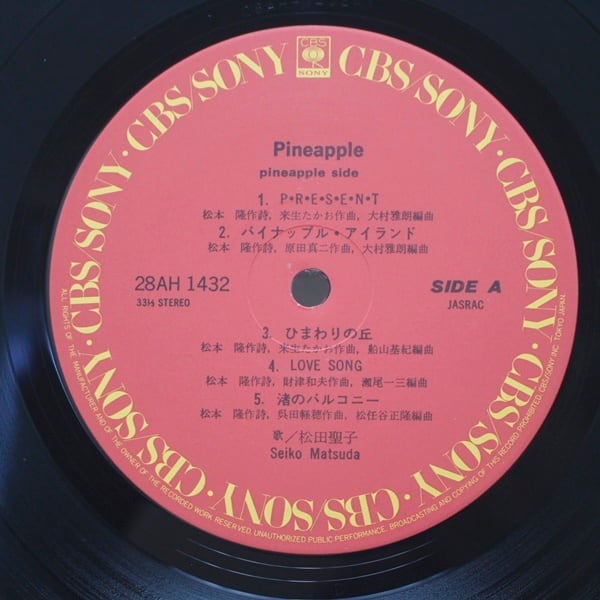 CBS
SONY
CBS/SONY・CBS/SONY・CBS/SONY・CBS/SONY・CBS/SONY・CBS/SONY・CBS/SONY・CBS/SONY
Pineapple
pineapple side
1. P•R•E•S•E•N•T
松本 隆作詩, 来生たかお作曲, 大村雅朗編曲
2. パイナップル・アイランド
松本 隆作詩, 原田真二作曲, 大村雅朗編曲
28AH 1432
33⅓ STEREO
SIDE A
JASRAC
3. ひまわりの丘
松本 隆作詩, 来生たかお作曲, 船山基紀編曲
4. LOVE SONG
松本 隆作詩, 財津和夫作曲, 瀬尾一三編曲
5. 渚のバルコニー
松本 隆作詩, 呉田軽穂作曲, 松任谷正隆編曲
歌／松田聖子
Seiko Matsuda
ALL RIGHTS OF THE MANUFACTURER AND OF THE OWNER OF THE RECORDED WORK RESERVED. UNAUTHORIZED PUBLIC PERFORMANCE, BROADCASTING AND COPYING OF THIS RECORD PROHIBITED. CBS/SONY INC. TOKYO JAPAN.